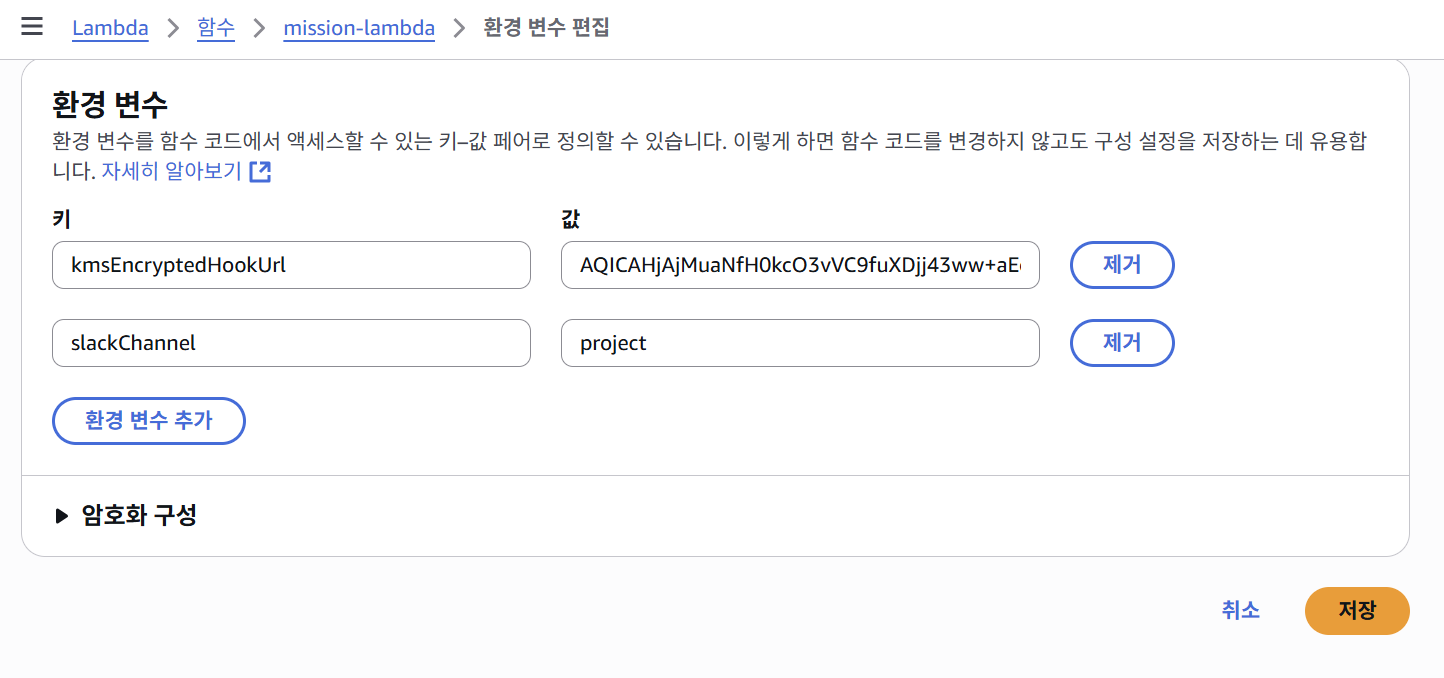 Lambda > 함수 > mission-lambda > 환경 변수 편집
환경 변수
환경 변수를 함수 코드에서 액세스할 수 있는 키–값 페어로 정의할 수 있습니다. 이렇게 하면 함수 코드를 변경하지 않고도 구성 설정을 저장하는 데 유용합
니다. 자세히 알아보기
키 값
kmsEncryptedHookUrl AQICAHjAjMuaNfH0kcO3vVC9fuXDjj43ww+aE 제거
slackChannel project 제거
환경 변수 추가
암호화 구성
취소 저장